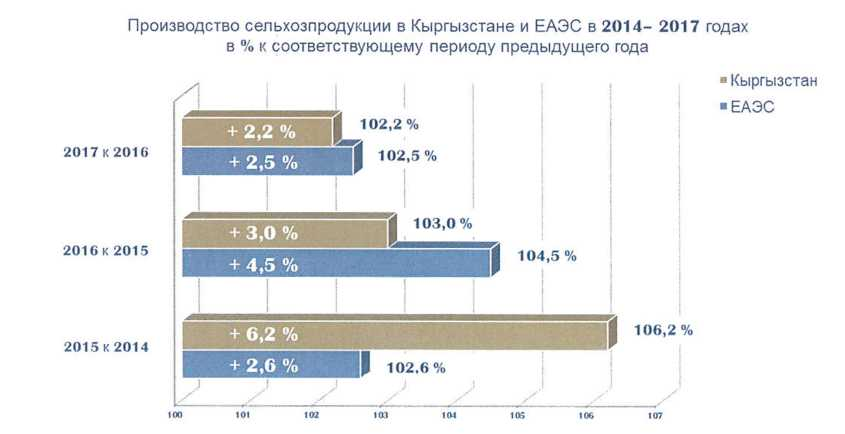 Производство сельхозпродукции в Кыргызстане и ЕАЭС в 2014– 2017 годах
в % к соответствующему периоду предыдущего года
Кыргызстан
ЕАЭС
2017 к 2016
+ 2,2 %
102,2 %
+ 2,5 %
102,5 %
2016 к 2015
+ 3,0 %
103,0 %
+ 4,5 %
104,5 %
2015 к 2014
+ 6,2 %
106,2 %
+ 2,6 %
102,6 %
100 101 102 103 104 105 106 107